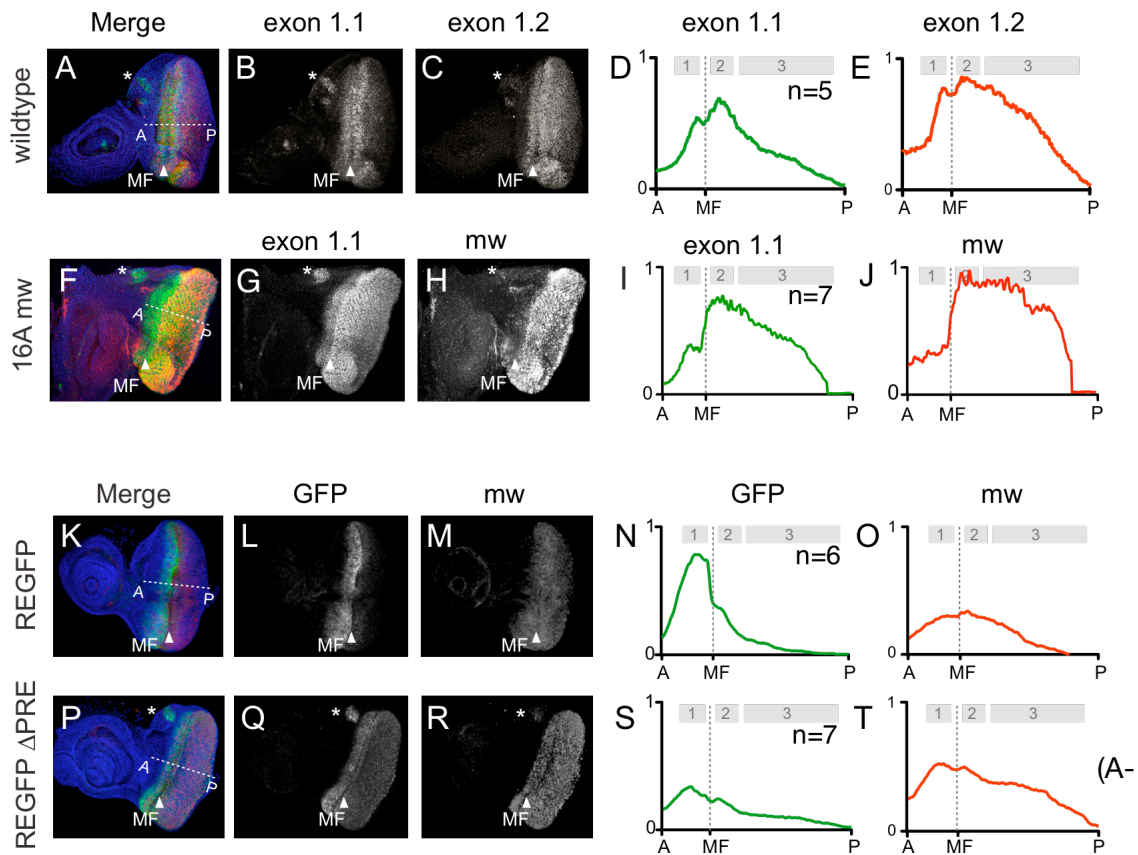 Merge exon 1.1 exon 1.2 exon 1.1 exon 1.2
wildtype
A * A P MF
B * MF
C * MF
D 1 1 2 3 n=5 0 A MF P
E 1 1 2 3 0 A MF P
exon 1.1 mw exon 1.1 mw
16A mw
F * A P MF
G * MF
H * MF
I 1 1 2 3 n=7 0 A MF P
J 1 1 2 3 0 A MF P
Merge GFP mw GFP mw
REGFP
K A P MF
L MF
M MF
N 1 1 2 3 n=6 0 A MF P
O 1 1 2 3 0 A MF P
REGFP ΔPRE
P * A P MF
Q * MF
R * MF
S 1 1 2 3 n=7 0 A MF P
T 1 1 2 3 0 A MF P
(A-